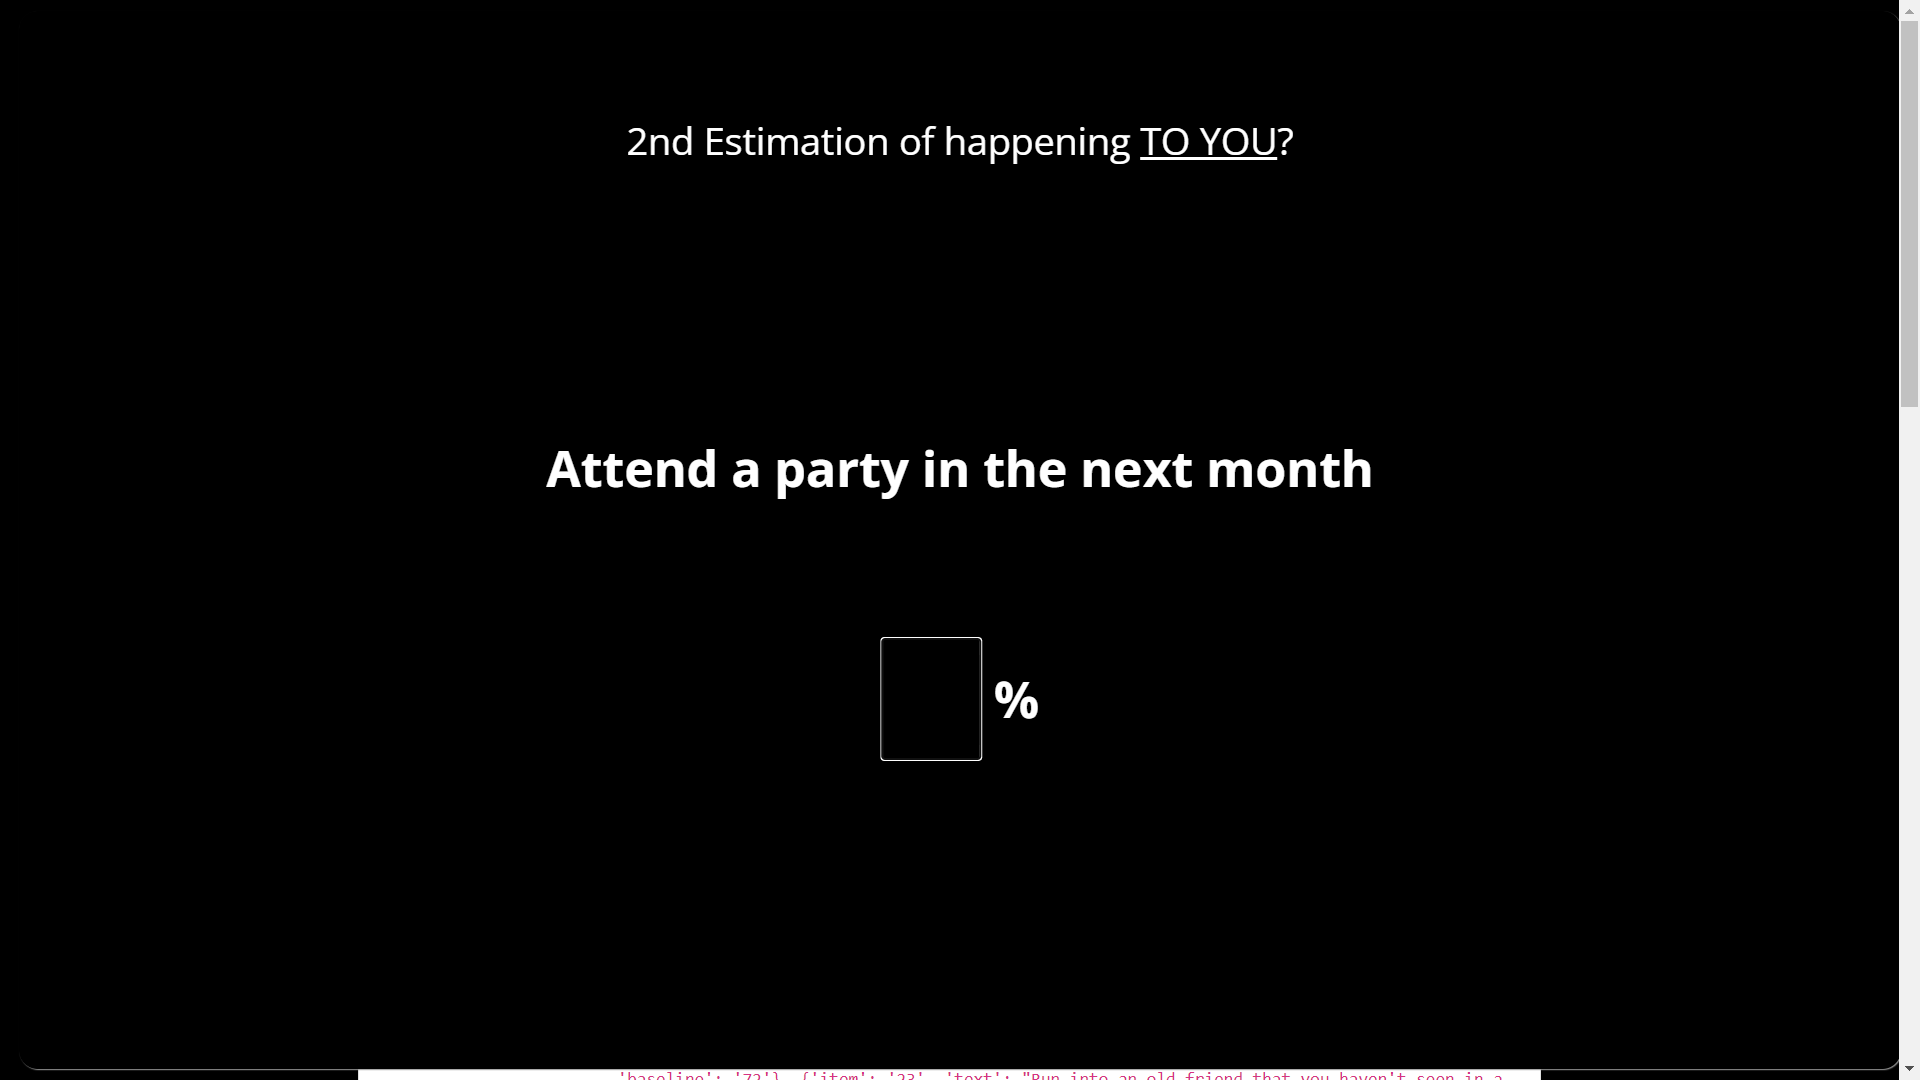 2nd Estimation of happening TO YOU?
Attend a party in the next month
%
'baseline': '72'}, {'item': '23', 'text': "Run into an old friend that you haven't seen in a